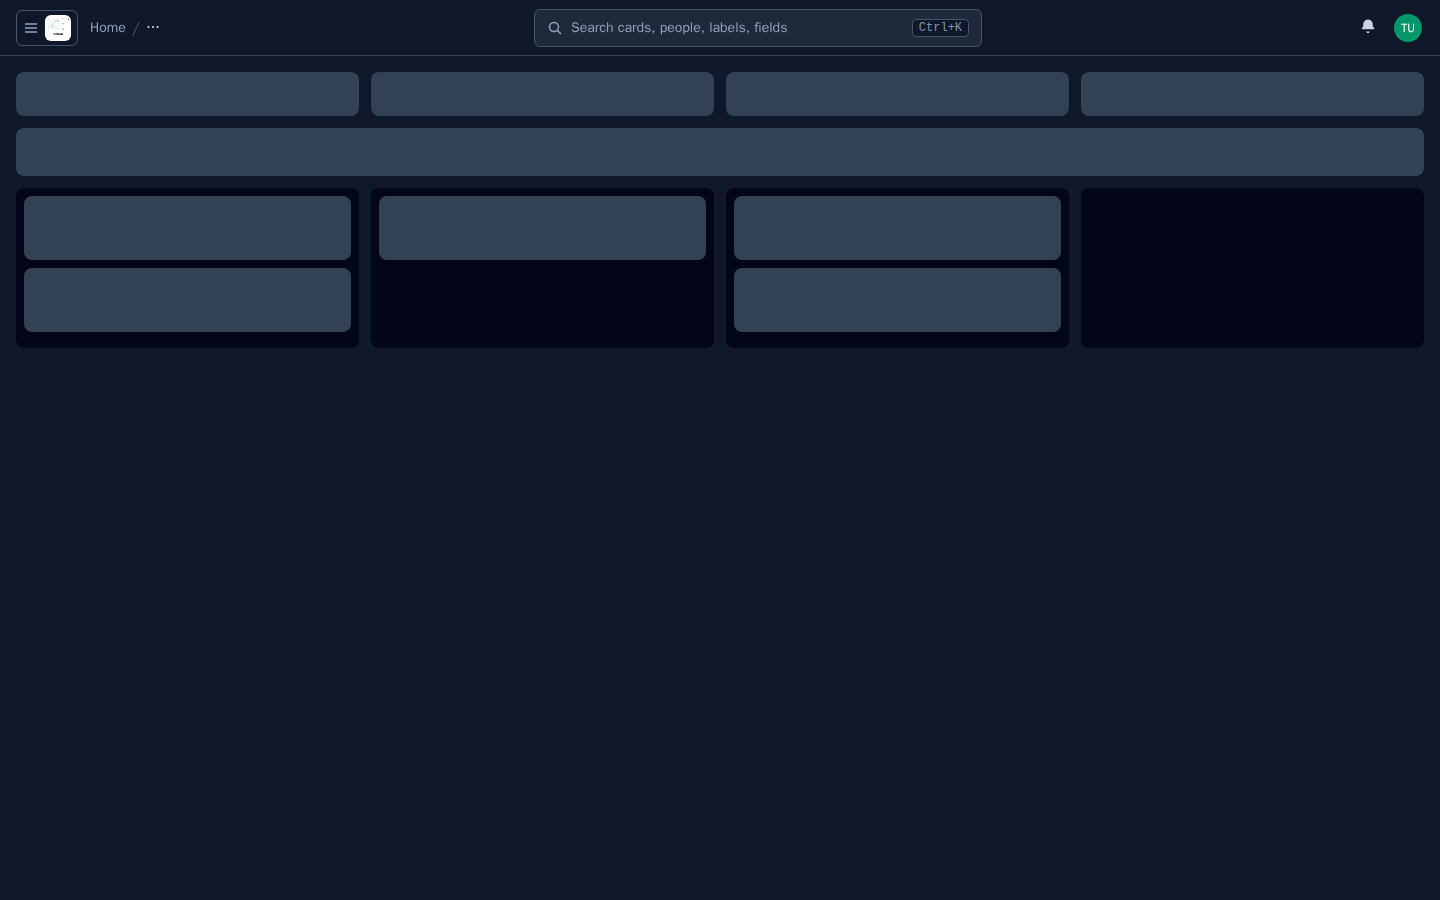 Home / ···
Search cards, people, labels, fields
Ctrl+K
TU